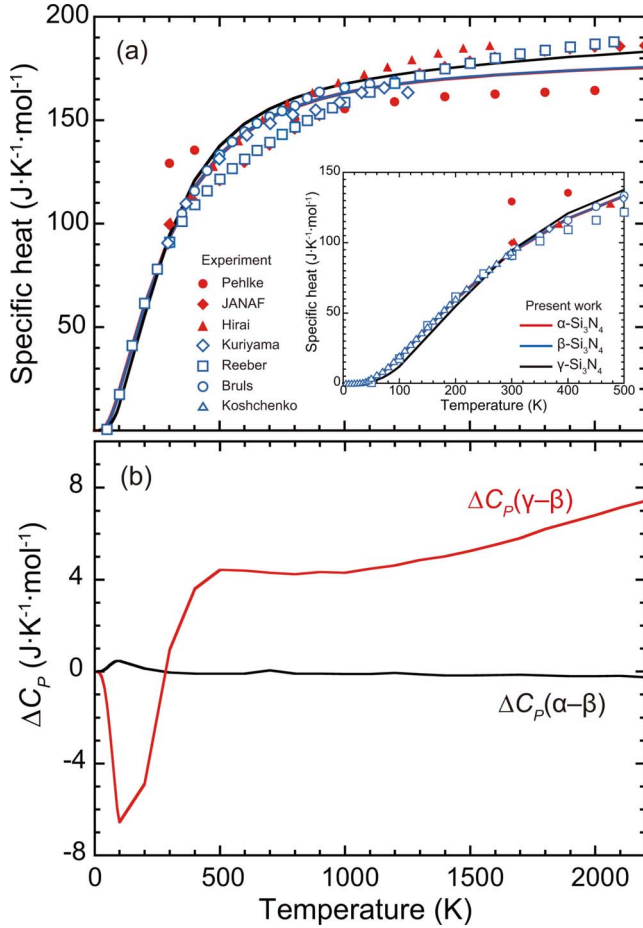 (a)
Specific heat (J·K⁻¹·mol⁻¹)
200
150
100
50
Experiment
Pehlke
JANAF
Hirai
Kuriyama
Reeber
Bruls
Koshchenko
Specific heat (J·K⁻¹·mol⁻¹)
150
100
50
0
0 100 200 300 400 500
Temperature (K)
Present work
α-Si₃N₄
β-Si₃N₄
γ-Si₃N₄
(b)
ΔC_P (J·K⁻¹·mol⁻¹)
8
4
0
-4
-8
ΔC_P(γ–β)
ΔC_P(α–β)
0 500 1000 1500 2000
Temperature (K)